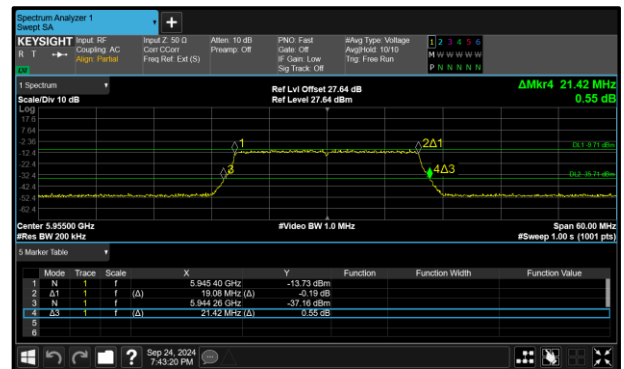 Spectrum Analyzer 1
Swept SA
+
KEYSIGHT Input: RF Input Z: 50 Ω Atten: 10 dB PNO: Fast #Avg Type: Voltage 1 2 3 4 5 6
R T Coupling: AC Corr CCorr Preamp: Off Gate: Off Avg|Hold: 10/10 M W W W W W
Align: Partial Freq Ref: Ext (S) IF Gain: Low Trig: Free Run
Sig Track: Off P N N N N N
LXI
1 Spectrum Ref Lvl Offset 27.64 dB ΔMkr4 21.42 MHz
Scale/Div 10 dB Ref Level 27.64 dBm 0.55 dB
Log
17.6
7.64
-2.36 1 2Δ1 DL1 -9.71 dBm
-12.4
-22.4 3 4Δ3
-32.4 DL2 -35.71 dBm
-42.4
-52.4
-62.4
Center 5.95500 GHz #Video BW 1.0 MHz Span 60.00 MHz
#Res BW 200 kHz #Sweep 1.00 s (1001 pts)
5 Marker Table
Mode Trace Scale X Y Function Function Width Function Value
1 N 1 f 5.945 40 GHz -13.73 dBm
2 Δ1 1 f (Δ) 19.08 MHz (Δ) -0.19 dB
3 N 1 f 5.944 26 GHz -37.16 dBm
4 Δ3 1 f (Δ) 21.42 MHz (Δ) 0.55 dB
5
6
? Sep 24, 2024
7:43:20 PM